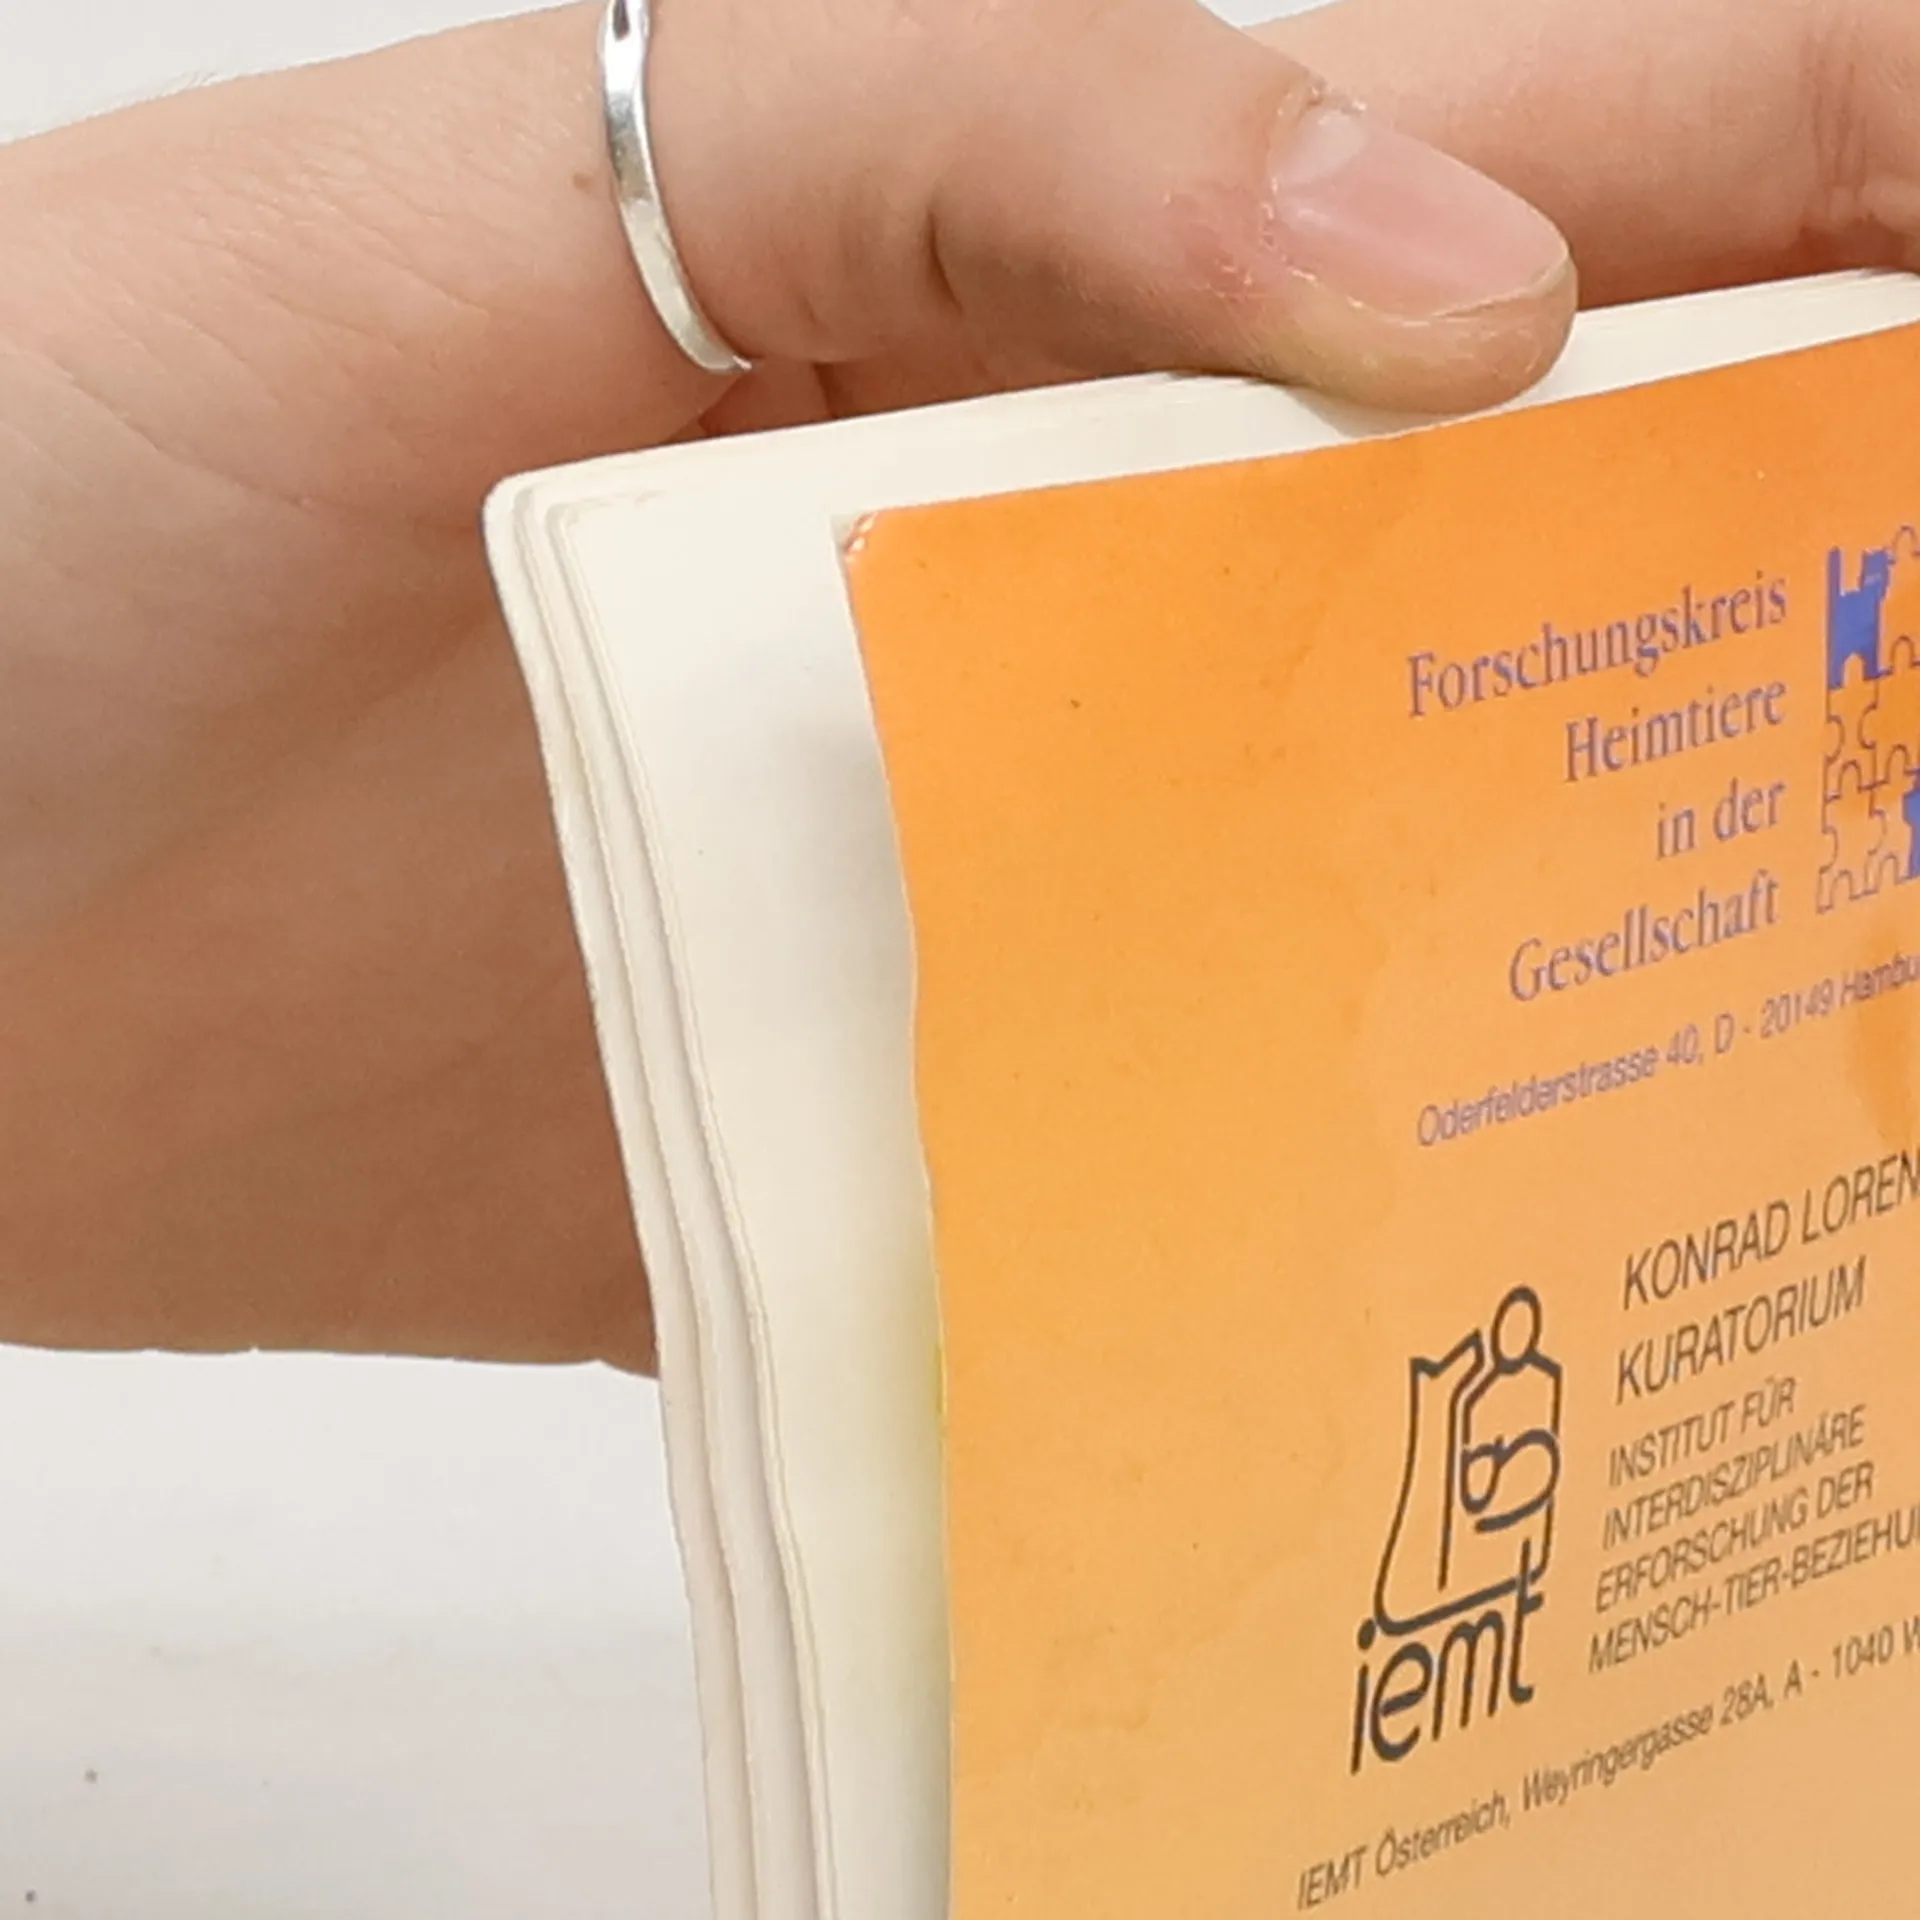 Forschungskreis
Heimtiere
in der
Gesellschaft
Oderfelderstrasse 40, D - 20149
KONRAD
KURATORIUM
INSTITUT FÜR
INTERDISZIPLINÄRE
ERFORSCHUNG DER
iemt
IEMT Österreich, Weyringergasse 28A, A - 1040